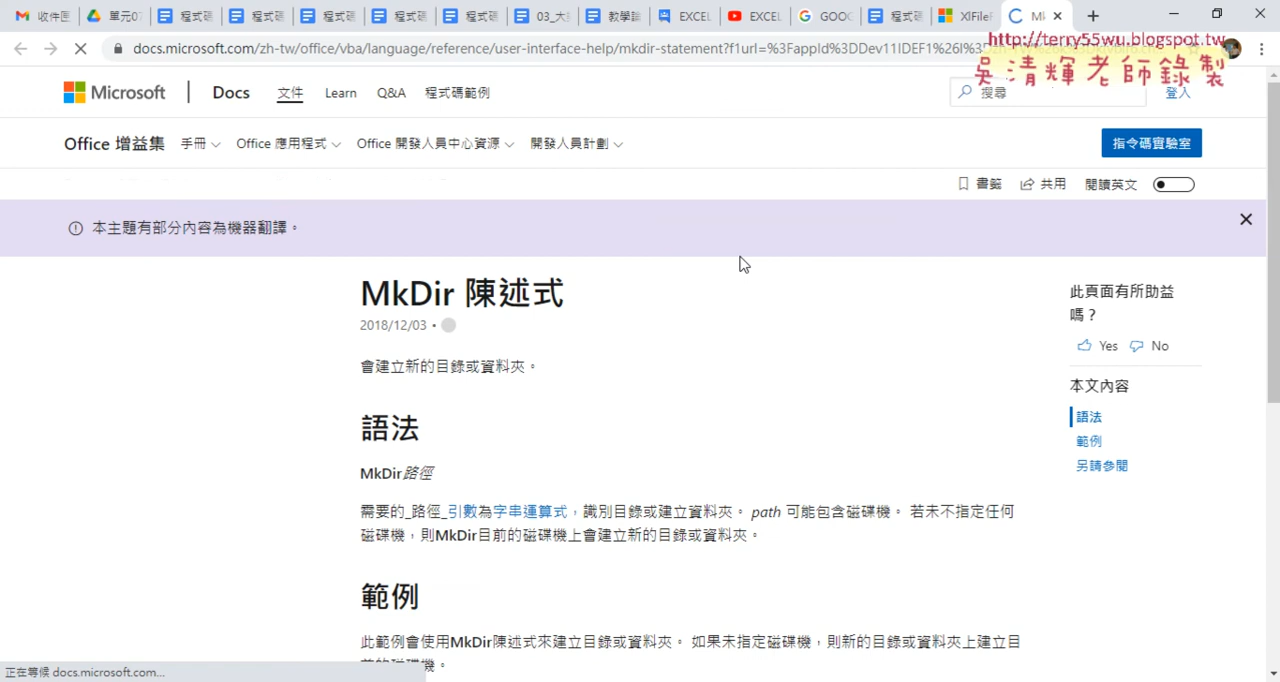 收件匣
單元07
程式碼
程式碼
程式碼
程式碼
程式碼
03_大
教學論
EXCEL
EXCEL
GOO
程式碼
XlFile
docs.microsoft.com/zh-tw/office/vba/language/reference/user-interface-help/mkdir-statement?f1url=%3FappId%3DDev11IDEF1%26l%3D
http://terry55wu.blogspot.tw
吳清輝老師錄製
Microsoft
Docs
文件
Learn
Q&A
程式碼範例
搜尋
登入
Office 增益集
手冊
Office 應用程式
Office 開發人員中心資源
開發人員計劃
指令碼實驗室
書籤
共用
閱讀英文
本主題有部分內容為機器翻譯。
MkDir 陳述式
2018/12/03 •
會建立新的目錄或資料夾。
語法
MkDir路徑
需要的_路徑_引數為字串運算式，識別目錄或建立資料夾。 path 可能包含磁碟機。 若未不指定任何
磁碟機，則MkDir目前的磁碟機上會建立新的目錄或資料夾。
範例
此範例會使用MkDir陳述式來建立目錄或資料夾。 如果未指定磁碟機，則新的目錄或資料夾上建立目
前的磁碟機。
此頁面有所助益
嗎？
Yes
No
本文內容
語法
範例
另請參閱
正在等候 docs.microsoft.com...